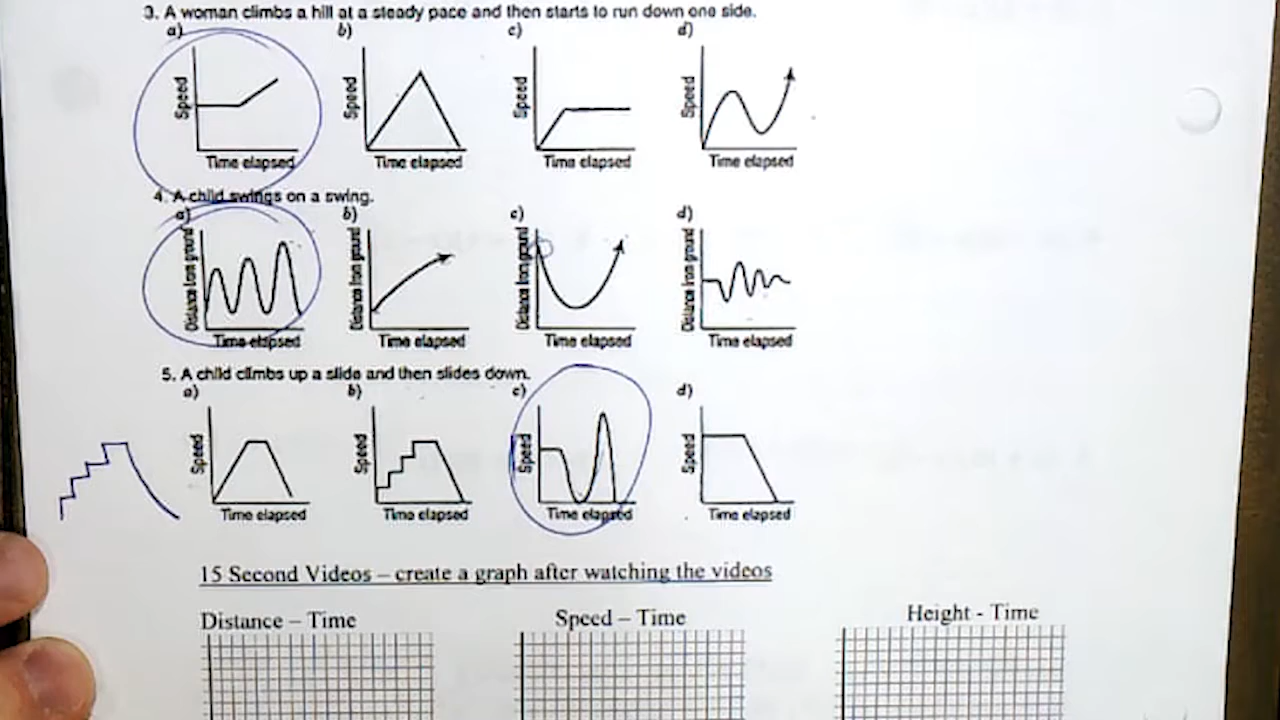 3. A woman climbs a hill at a steady pace and then starts to run down one side.
a) b) c) d)
Speed Speed Speed Speed
Time elapsed Time elapsed Time elapsed Time elapsed
4. A child swings on a swing.
a) b) c) d)
Distance from ground Distance from ground Distance from ground Distance from ground
Time elapsed Time elapsed Time elapsed Time elapsed
5. A child climbs up a slide and then slides down.
a) b) c) d)
Speed Speed Speed Speed
Time elapsed Time elapsed Time elapsed Time elapsed
15 Second Videos – create a graph after watching the videos
Distance – Time Speed – Time Height - Time